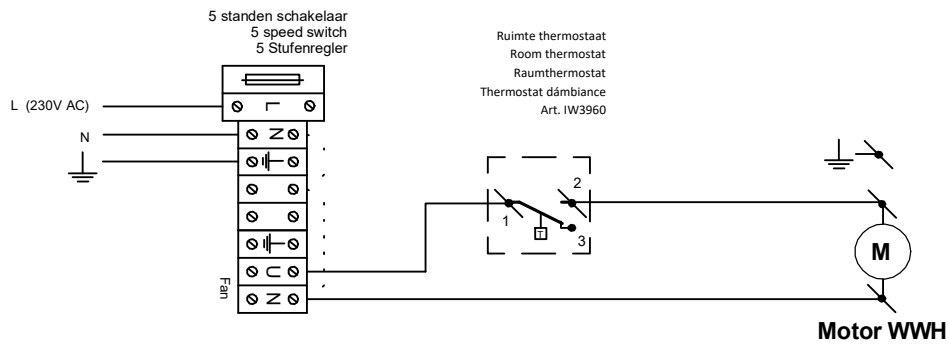 5 standen schakelaar
5 speed switch
5 Stufenregler
Ruimte thermostaat
Room thermostat
Raumthermostat
Thermostat dámbiance
Art. IW3960
L (230V AC)
L
N
N
2
1
T
3
U
N
Fan
M
Motor WWH